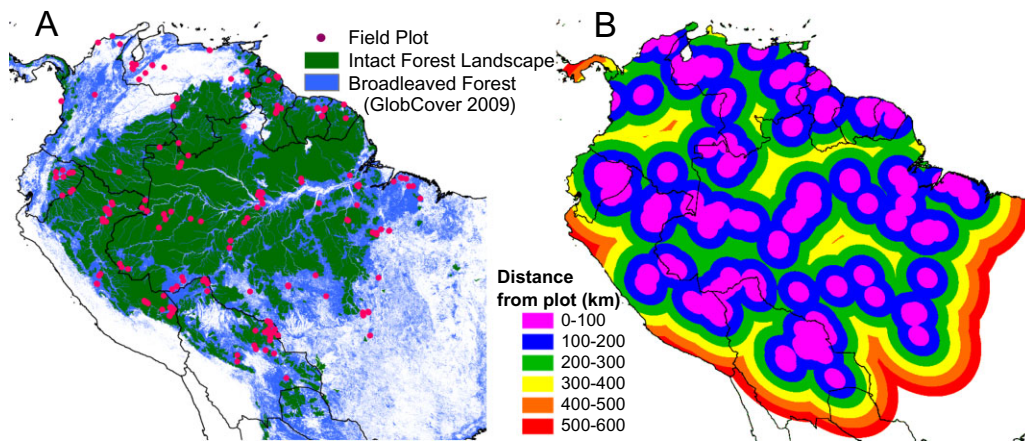 A
Field Plot
Intact Forest Landscape
Broadleaved Forest
(GlobCover 2009)
B
Distance
from plot (km)
0-100
100-200
200-300
300-400
400-500
500-600